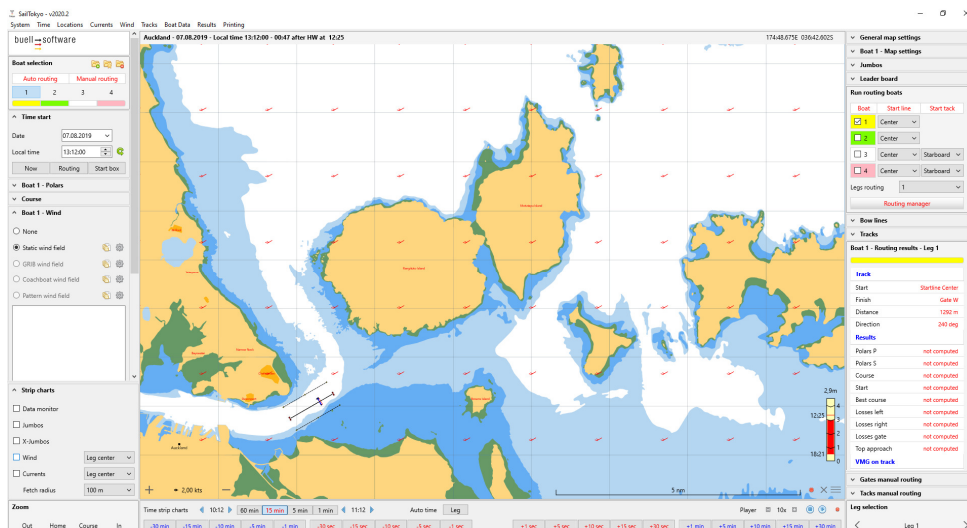 SailTokyo - v2020.2
System Time Locations Currents Wind Tracks Boat Data Results Printing
buell software
Boat selection
Auto routing Manual routing
1 2 3 4
Time start
Date 07.08.2019
Local time 13:12:00
Now Routing Start box
Boat 1 - Polars
Course
Boat 1 - Wind
None
Static wind field
GRIB wind field
Coachboat wind field
Pattern wind field
Strip charts
Data monitor
Jumbos
X-Jumbos
Wind Leg center
Currents Leg center
Fetch radius 100 m
Zoom
Out Home Course In
Auckland - 07.08.2019 - Local time 13:12:00 - 00:47 after HW at 12:25 174:48.675E 036:42.602S
Auckland
2,9m
4
12:25
3
2
1
18:21
0
2,00 kts
5 nm
Time strip charts 10:12 60 min 15 min 5 min 1 min 11:12 Auto time Leg Player 10x
-30 min -15 min -10 min -5 min -1 min -30 sec -15 sec -10 sec -5 sec -1 sec +1 sec +5 sec +10 sec +15 sec +30 sec +1 min +5 min +10 min +15 min +30 min
General map settings
Boat 1 - Map settings
Jumbos
Leader board
Run routing boats
Boat Start line Start tack
1 Center
2 Center
3 Center Starboard
4 Center Starboard
Legs routing 1
Routing manager
Bow lines
Tracks
Boat 1 - Routing results - Leg 1
Track
Start Startline Center
Finish Gate W
Distance 1292 m
Direction 240 deg
Results
Polars P not computed
Polars S not computed
Course not computed
Start not computed
Best course not computed
Losses left not computed
Losses right not computed
Losses gate not computed
Top approach not computed
VMG on track
Gates manual routing
Tacks manual routing
Leg selection
Leg 1